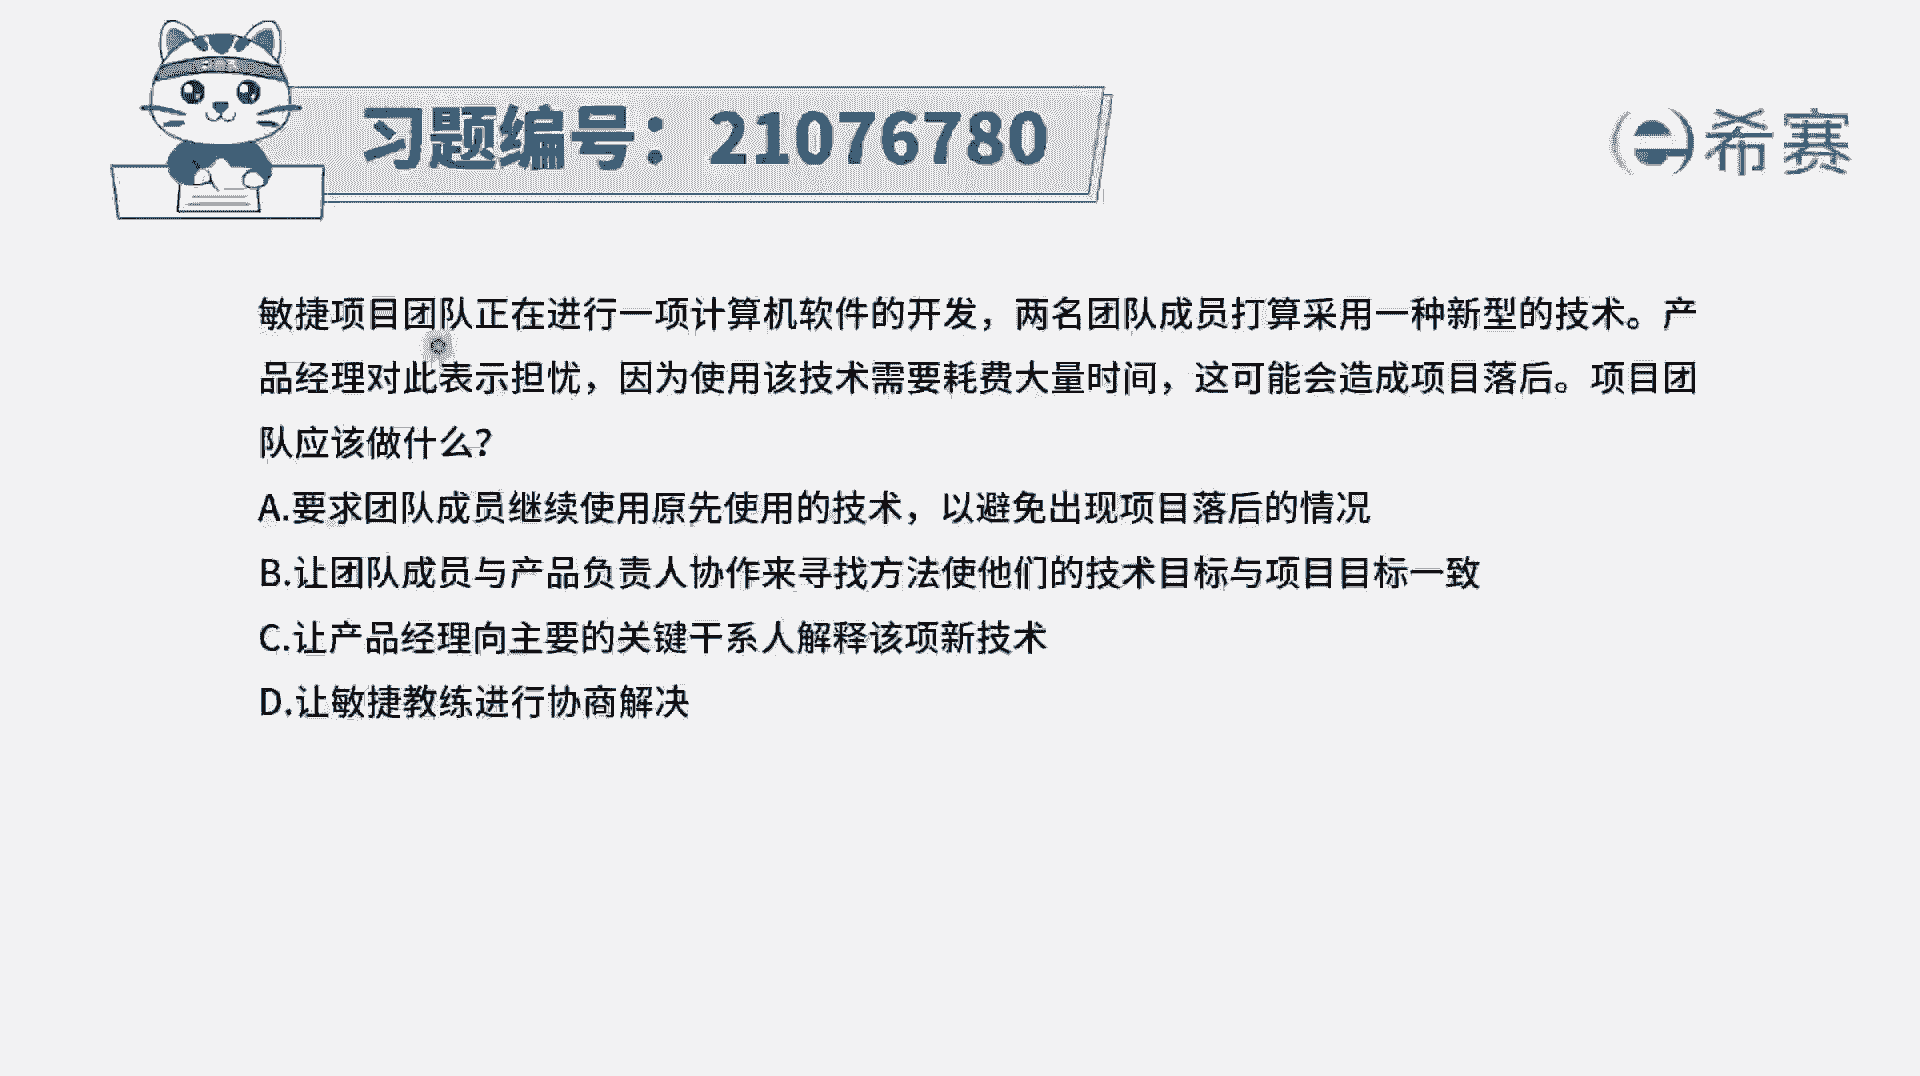 习题编号：21076780
希赛
敏捷项目团队正在进行一项计算机软件的开发，两名团队成员打算采用一种新型的技术。产
品经理对此表示担忧，因为使用该技术需要耗费大量时间，这可能会造成项目落后。项目团
队应该做什么？
A.要求团队成员继续使用原先使用的技术，以避免出现项目落后的情况
B.让团队成员与产品负责人协作来寻找方法使他们的技术目标与项目目标一致
C.让产品经理向主要的关键干系人解释该项新技术
D.让敏捷教练进行协商解决